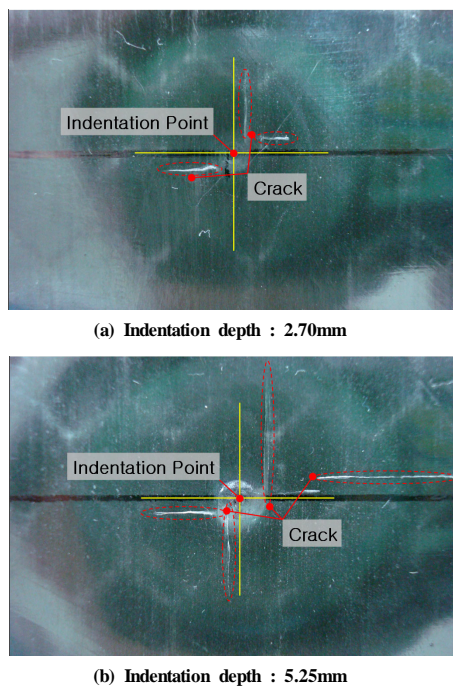 Indentation Point
Crack
(a) Indentation depth : 2.70mm
Indentation Point
Crack
(b) Indentation depth : 5.25mm